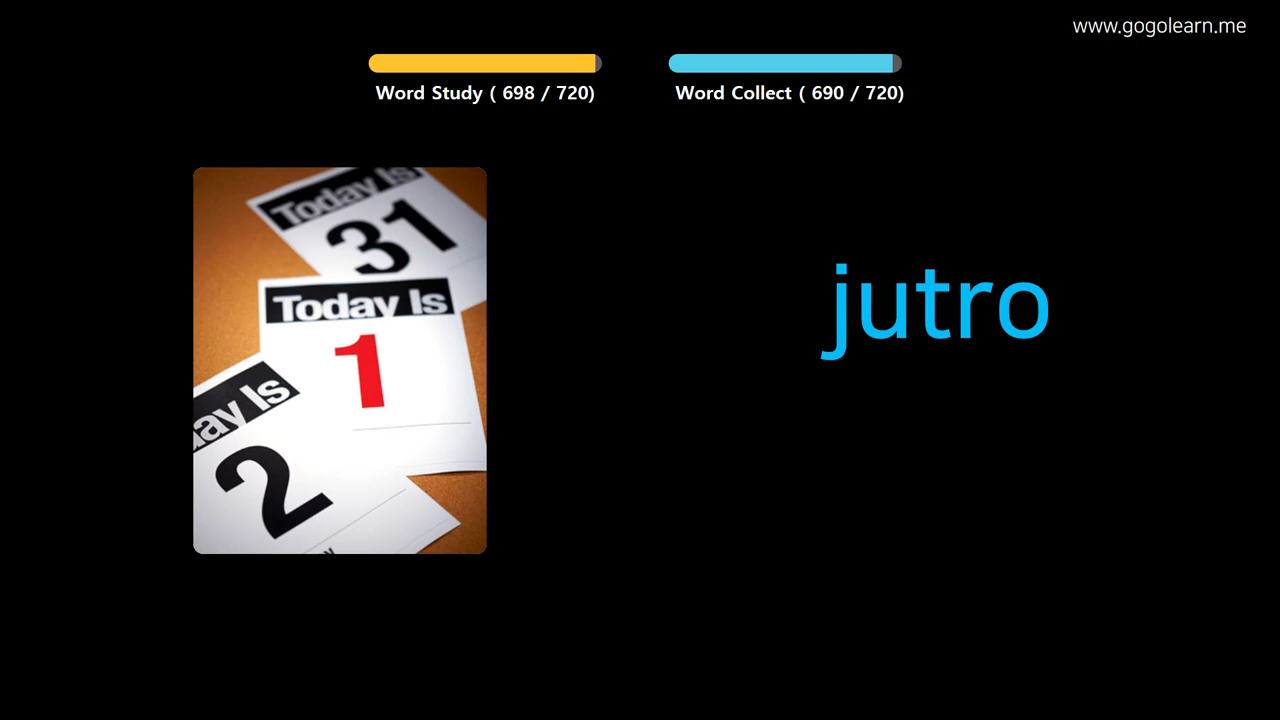 www.gogolearn.me
Word Study ( 698 / 720)
Word Collect ( 690 / 720)
Today Is
31
Today Is
1
day Is
2
jutro